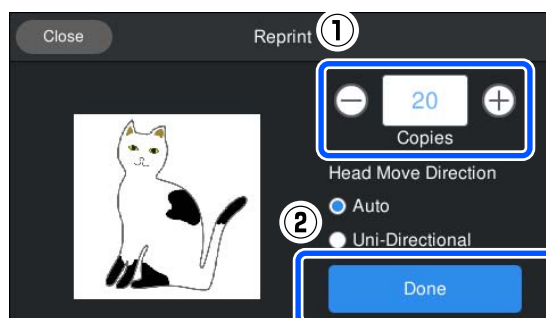 Close
Reprint
①
20
Copies
Head Move Direction
Auto
②
Uni-Directional
Done